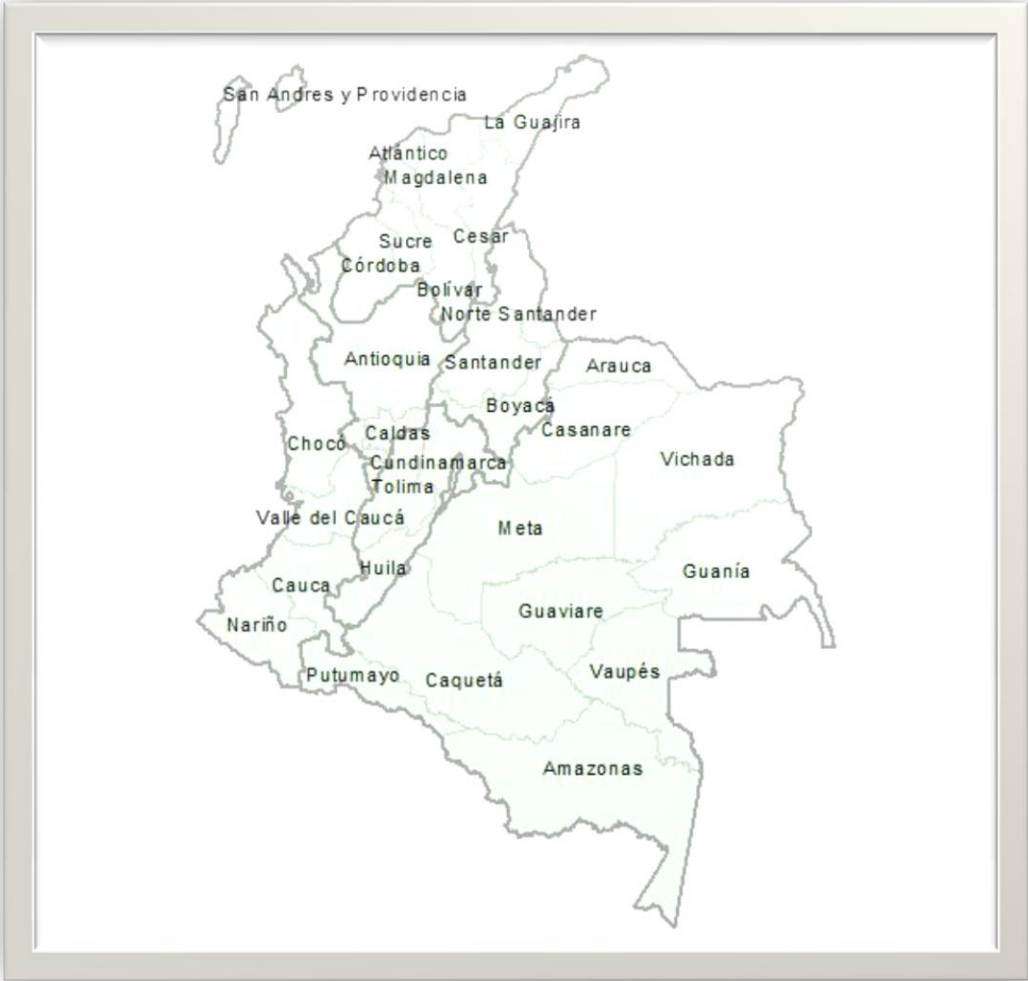 San Andres y Providencia
La Guajira
Atlántico
Magdalena
Cesar
Sucre
Córdoba
Bolívar
Norte Santander
Antioquia
Santander
Arauca
Boyacá
Casanare
Caldas
Chocó
Vichada
Cundinamarca
Tolima
Valle del Caucá
Meta
Huila
Guanía
Cauca
Guaviare
Nariño
Vaupés
Putumayo
Caquetá
Amazonas